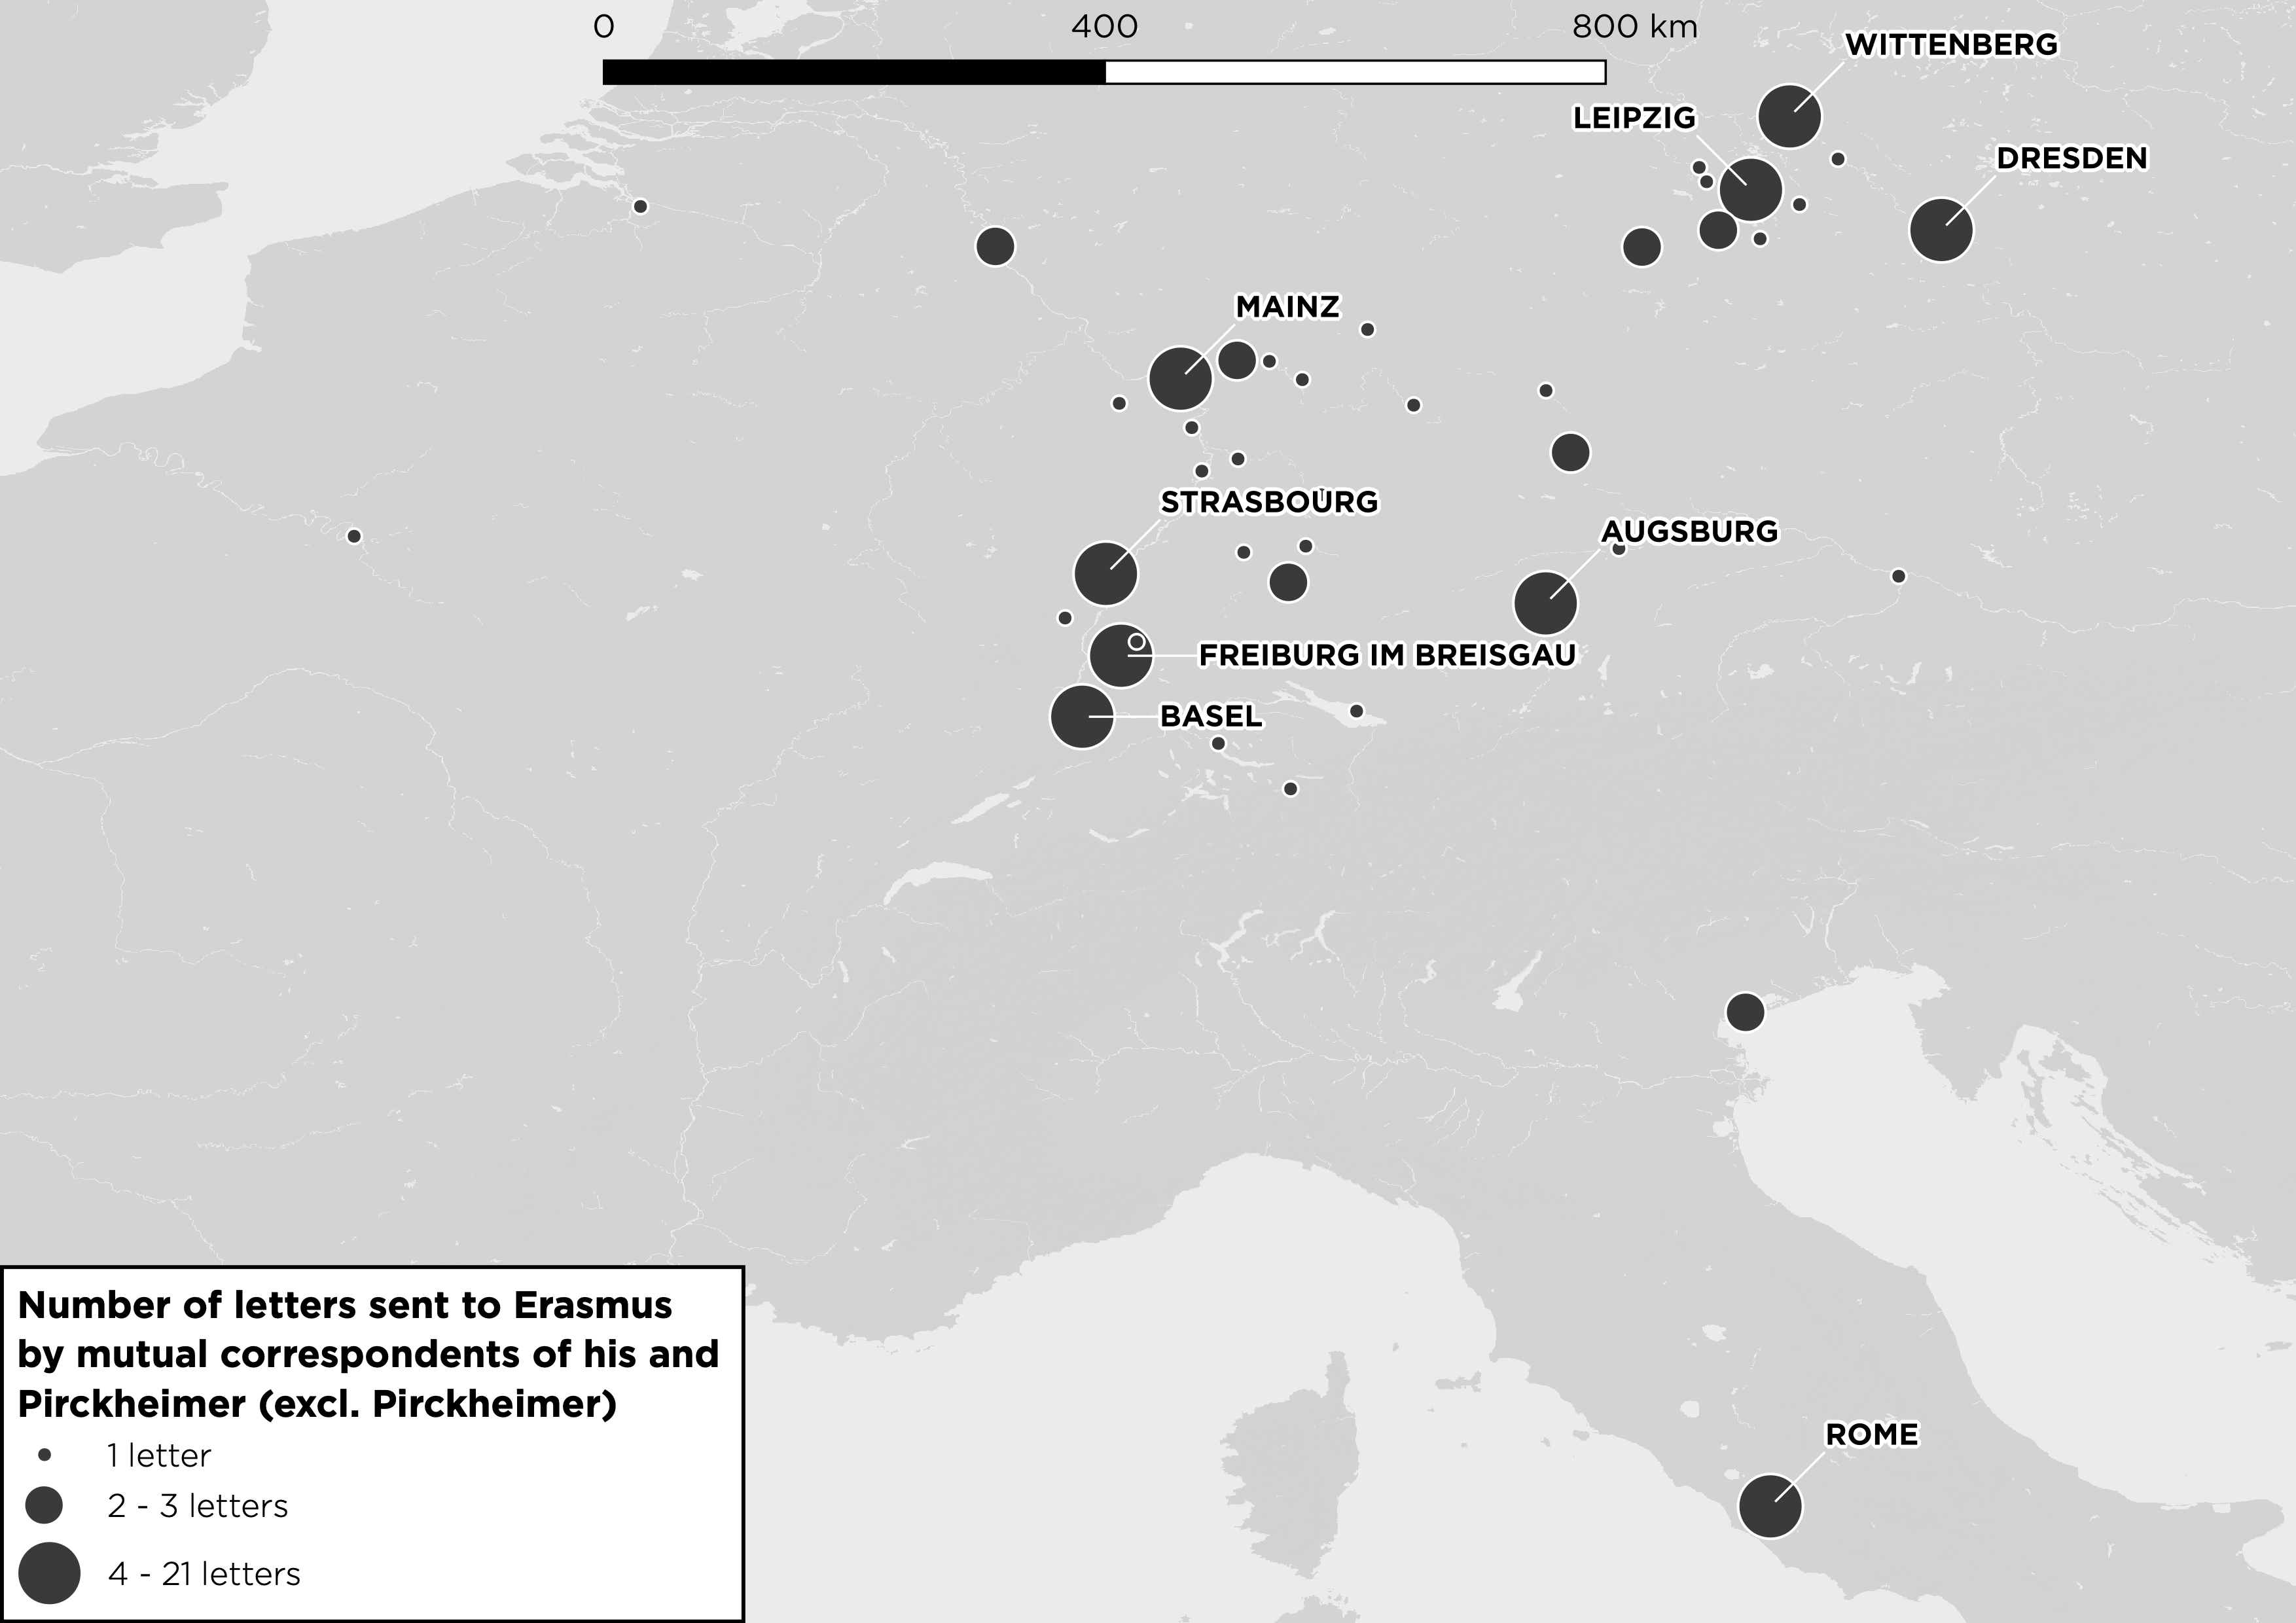 0 400 800 km
WITTENBERG
LEIPZIG
DRESDEN
MAINZ
STRASBOURG
AUGSBURG
FREIBURG IM BREISGAU
BASEL
ROME
Number of letters sent to Erasmus
by mutual correspondents of his and
Pirckheimer (excl. Pirckheimer)
1 letter
2 - 3 letters
4 - 21 letters